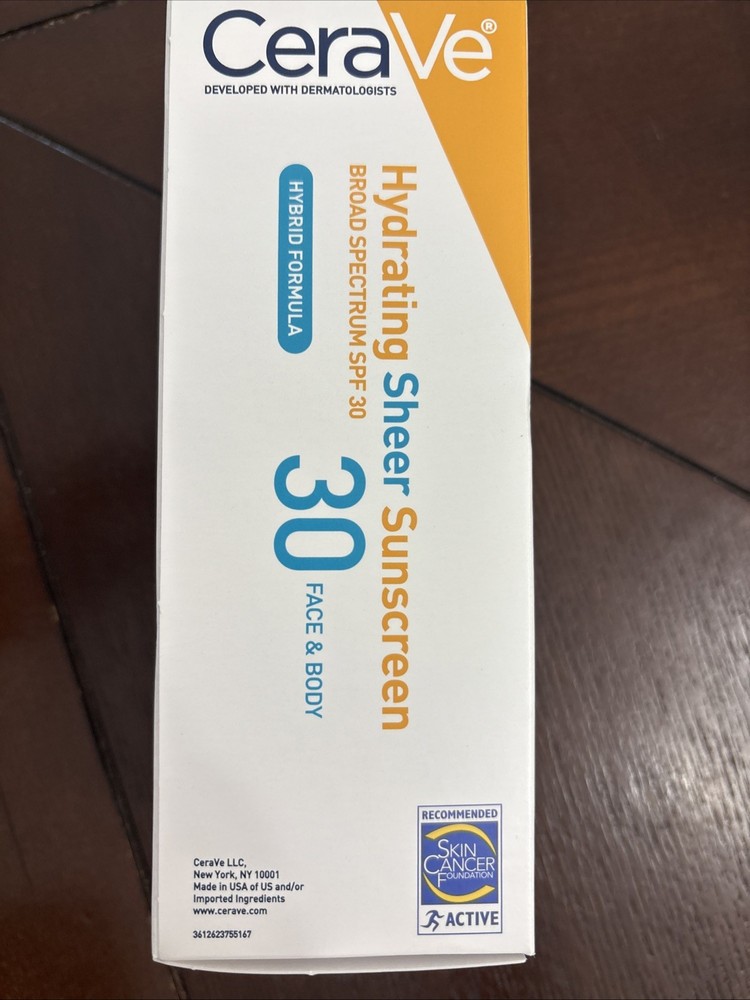 CeraVe®
DEVELOPED WITH DERMATOLOGISTS
Hydrating Sheer Sunscreen
BROAD SPECTRUM SPF 30
HYBRID FORMULA
30
FACE & BODY
RECOMMENDED
SKIN
CANCER
FOUNDATION
ACTIVE
CeraVe LLC,
New York, NY 10001
Made in USA of US and/or
Imported Ingredients
www.cerave.com
3612623755167